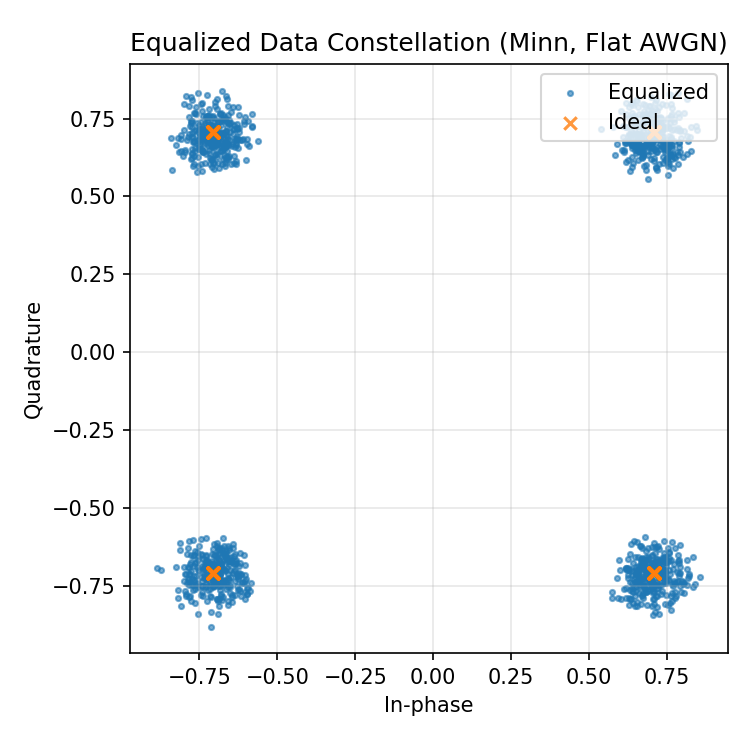 Equalized Data Constellation (Minn, Flat AWGN)
Equalized
Ideal
Quadrature
0.75
0.50
0.25
0.00
−0.25
−0.50
−0.75
−0.75
−0.50
−0.25
0.00
0.25
0.50
0.75
In-phase